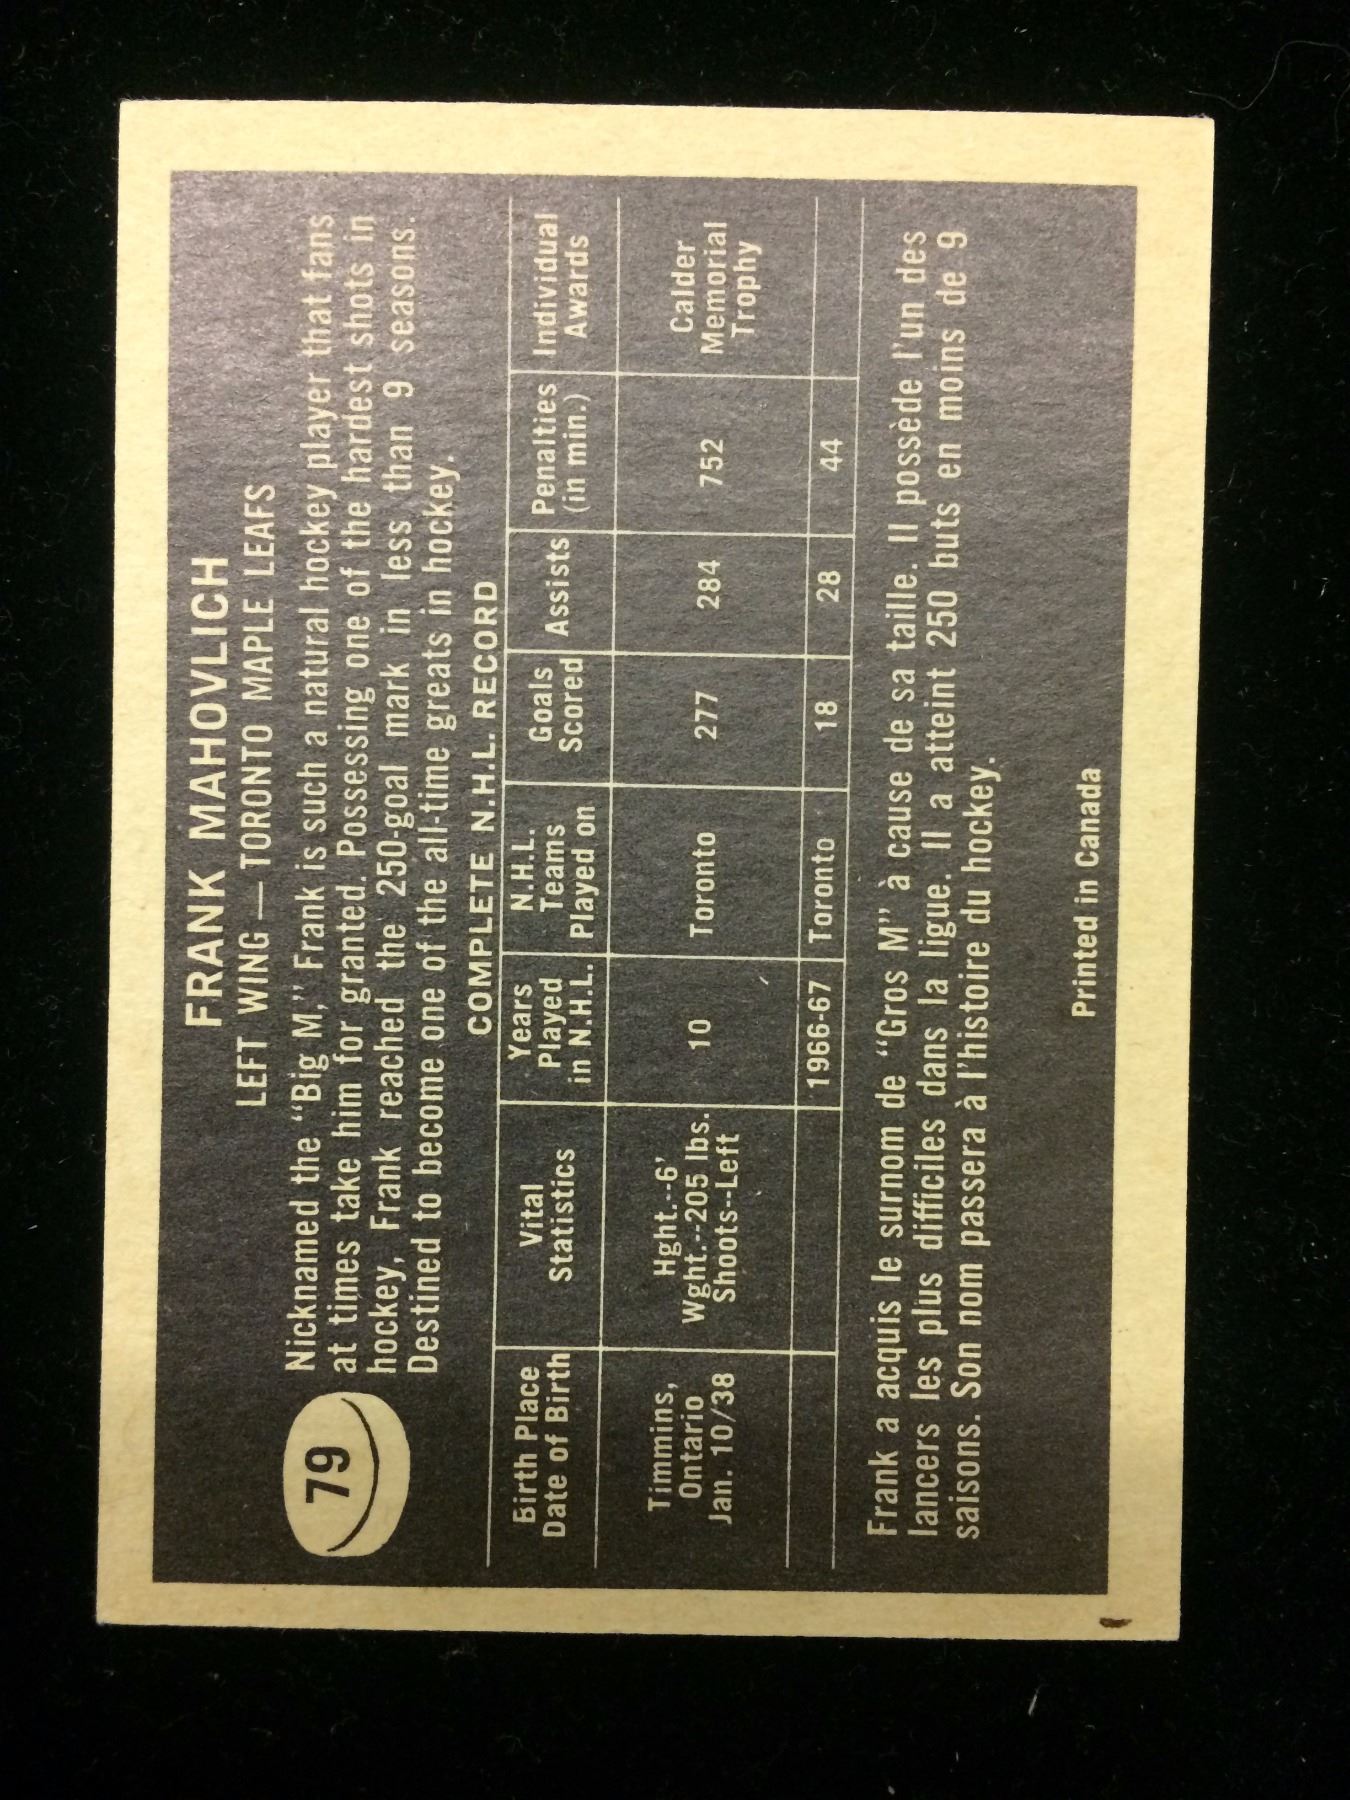 FRANK MAHOVLICH
LEFT WING — TORONTO MAPLE LEAFS
79
Nicknamed the "Big M," Frank is such a natural hockey player that fans
at times take him for granted. Possessing one of the hardest shots in
hockey, Frank reached the 250-goal mark in less than 9 seasons.
Destined to become one of the all-time greats in hockey.
COMPLETE N.H.L. RECORD
Birth Place
Date of Birth
Vital
Statistics
Years
Played
in N.H.L.
N.H.L.
Teams
Played on
Goals
Scored
Assists
Penalties
(in min.)
Individual
Awards
Timmins,
Ontario
Jan. 10/38
Hght.--6'
Wght.--205 lbs.
Shoots--Left
10
Toronto
277
284
752
Calder
Memorial
Trophy
1966-67 Toronto 18 28 44
Frank a acquis le surnom de "Gros M" à cause de sa taille. Il possède l'un des
lancers les plus difficiles dans la ligue. Il a atteint 250 buts en moins de 9
saisons. Son nom passera à l'histoire du hockey.
Printed in Canada